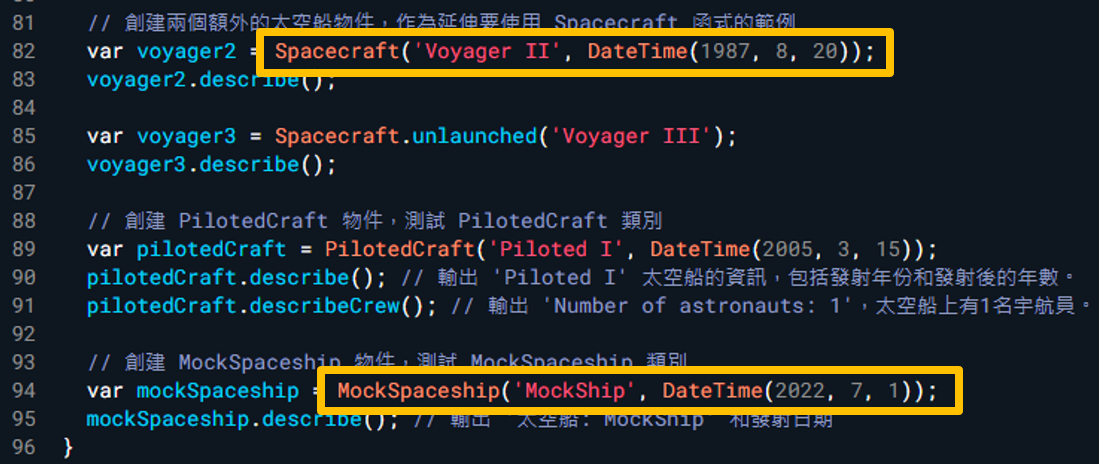 81 // 創建兩個額外的太空船物件，作為延伸要使用 Spacecraft 函式的範例
82 var voyager2 = Spacecraft('Voyager II', DateTime(1987, 8, 20));
83 voyager2.describe();
84
85 var voyager3 = Spacecraft.unlaunched('Voyager III');
86 voyager3.describe();
87
88 // 創建 PilotedCraft 物件，測試 PilotedCraft 類別
89 var pilotedCraft = PilotedCraft('Piloted I', DateTime(2005, 3, 15));
90 pilotedCraft.describe(); // 輸出 'Piloted I' 太空船的資訊，包括發射年份和發射後的年數。
91 pilotedCraft.describeCrew(); // 輸出 'Number of astronauts: 1'，太空船上有1名宇航員。
92
93 // 創建 MockSpaceship 物件，測試 MockSpaceship 類別
94 var mockSpaceship = MockSpaceship('MockShip', DateTime(2022, 7, 1));
95 mockSpaceship.describe(); // 輸出 '太空船: MockShip' 和發射日期
96 }